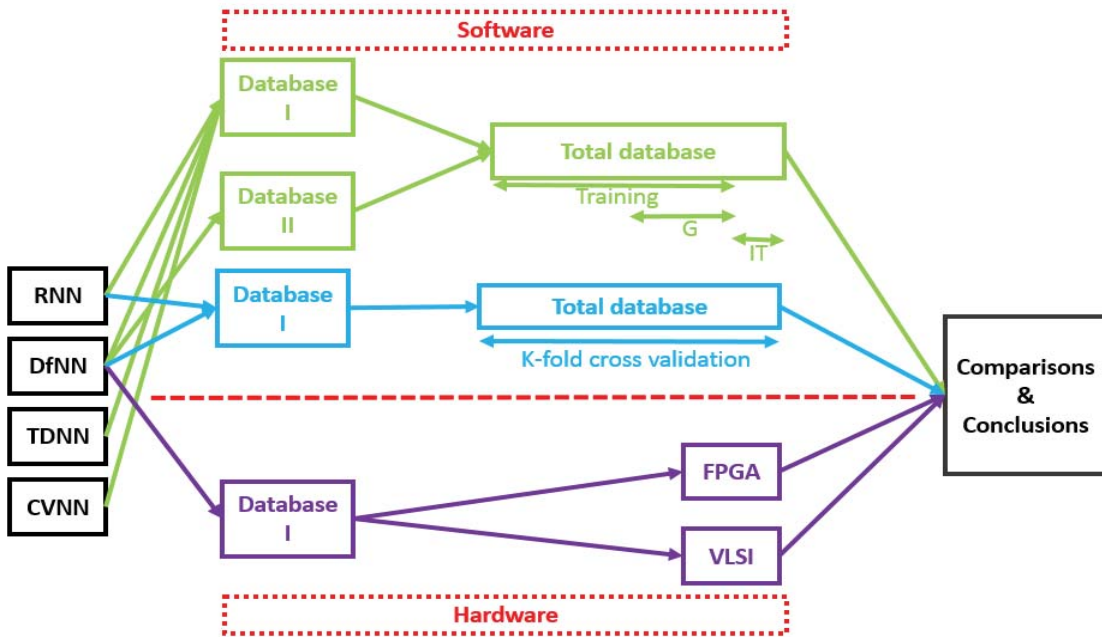 Software
Database
I
Total database
Training
G
IT
Database
II
RNN
DfNN
TDNN
CVNN
Database
I
Total database
K-fold cross validation
Comparisons
&
Conclusions
Database
I
FPGA
VLSI
Hardware